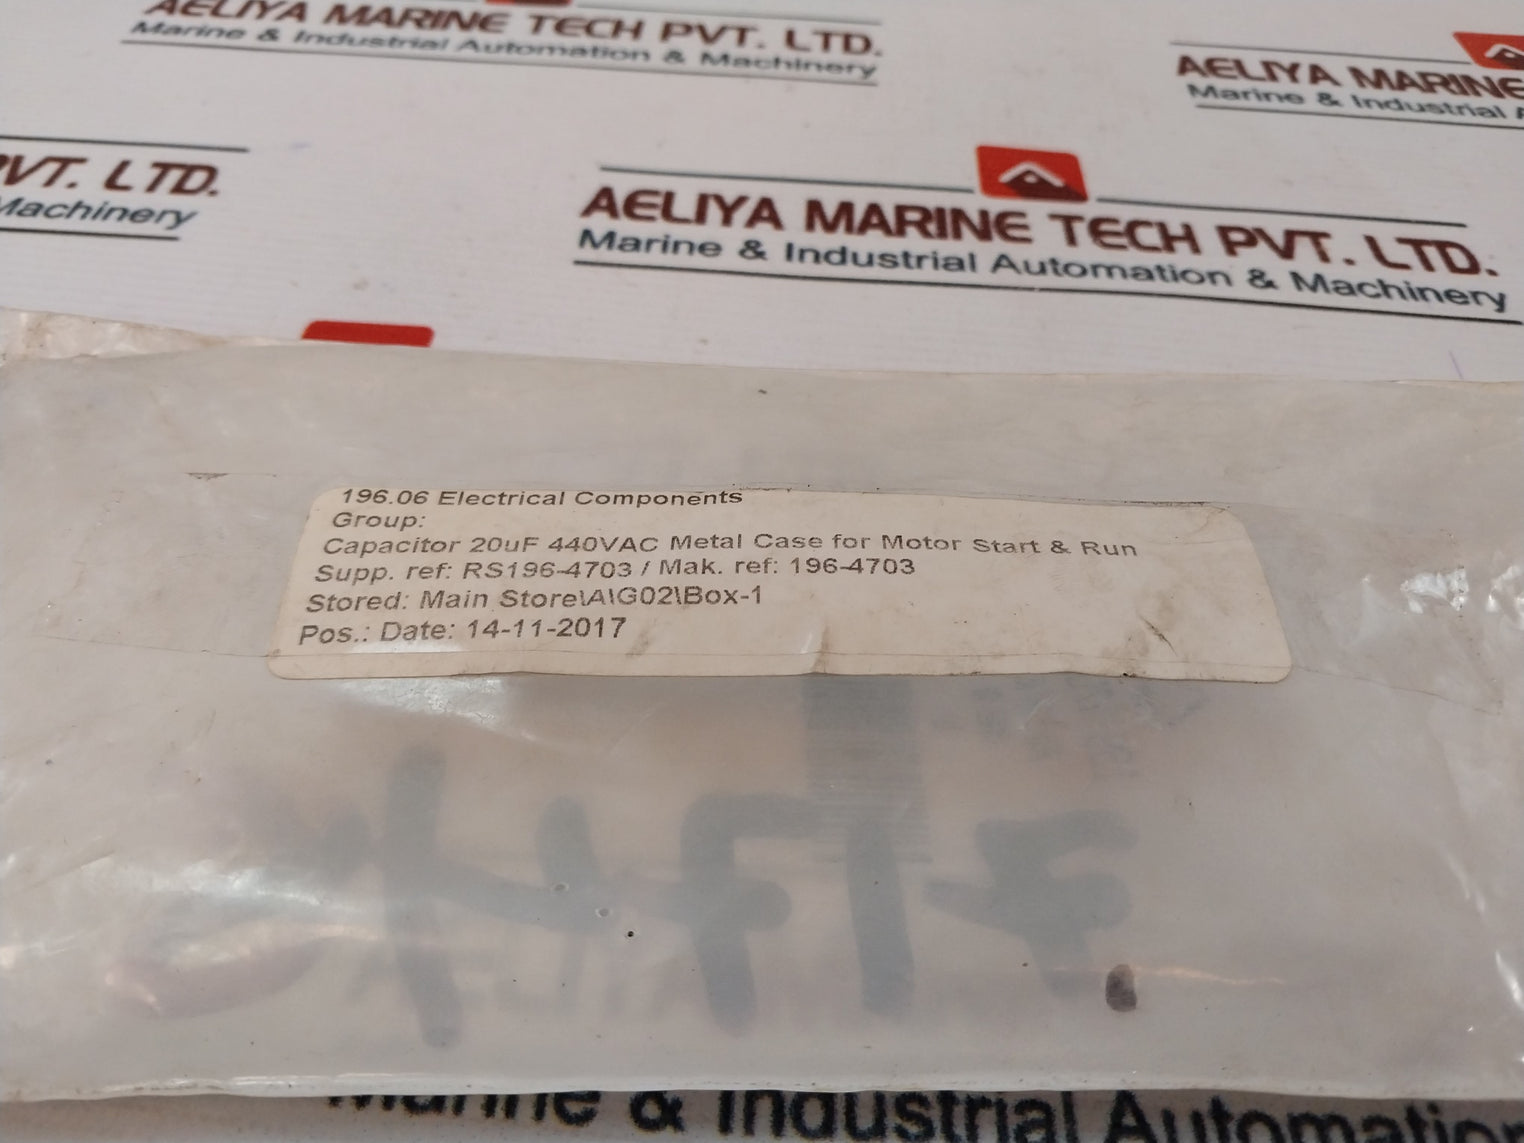 AELIYA MARINE TECH PVT. LTD.
Marine & Industrial Automation & Machinery
AELIYA MARINE
Marine & Industrial
PVT. LTD.
Machinery
AELIYA MARINE TECH PVT. LTD.
Marine & Industrial Automation & Machinery
196.06 Electrical Components
Group:
Capacitor 20uF 440VAC Metal Case for Motor Start & Run
Supp. ref: RS196-4703 / Mak. ref: 196-4703
Stored: Main Store\A\G02\Box-1
Pos.: Date: 14-11-2017
Marine & Industrial Automation